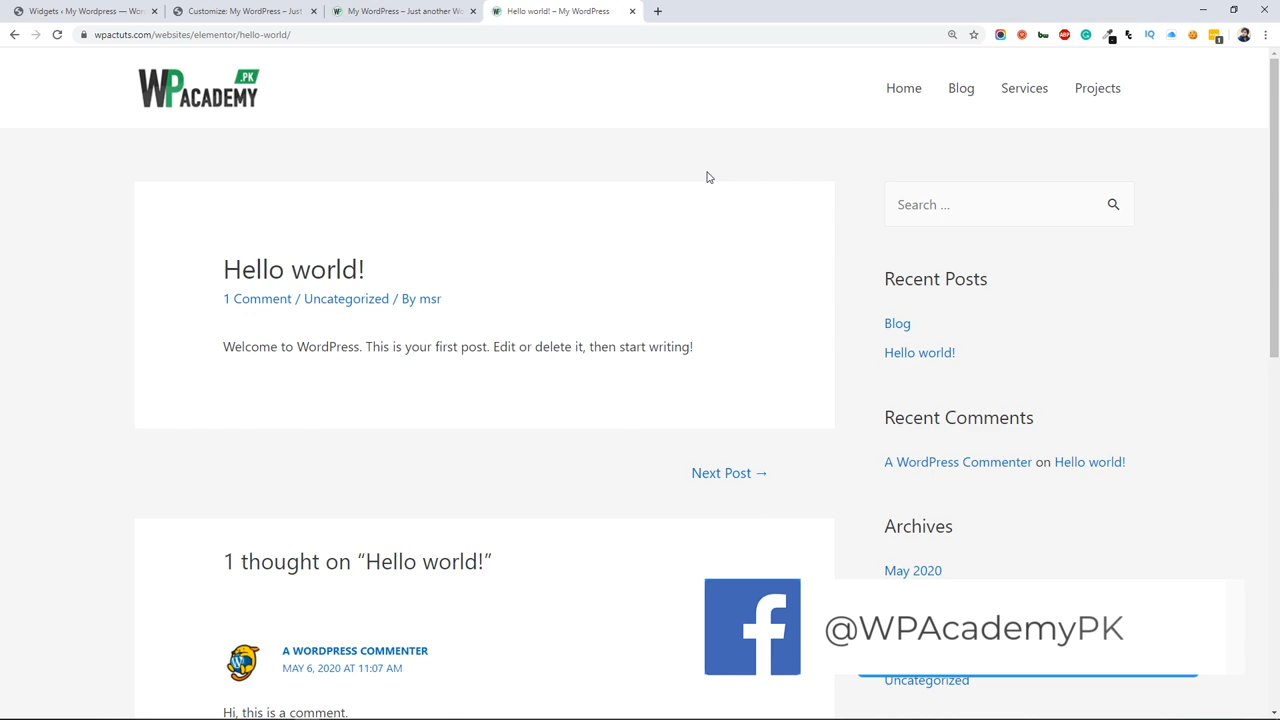 Widgets ‹ My WordPress — Wor
Customize: My WordPress – Just
My WordPress – Just another Wo
Hello world! – My WordPress
wpactuts.com/websites/elementor/hello-world/
WPACADEMY .PK
Home Blog Services Projects
Search ...
Hello world!
1 Comment / Uncategorized / By msr
Welcome to WordPress. This is your first post. Edit or delete it, then start writing!
Recent Posts
Blog
Hello world!
Recent Comments
A WordPress Commenter on Hello world!
Next Post →
Archives
May 2020
1 thought on “Hello world!”
@WPAcademyPK
A WORDPRESS COMMENTER
MAY 6, 2020 AT 11:07 AM
Uncategorized
Hi, this is a comment.